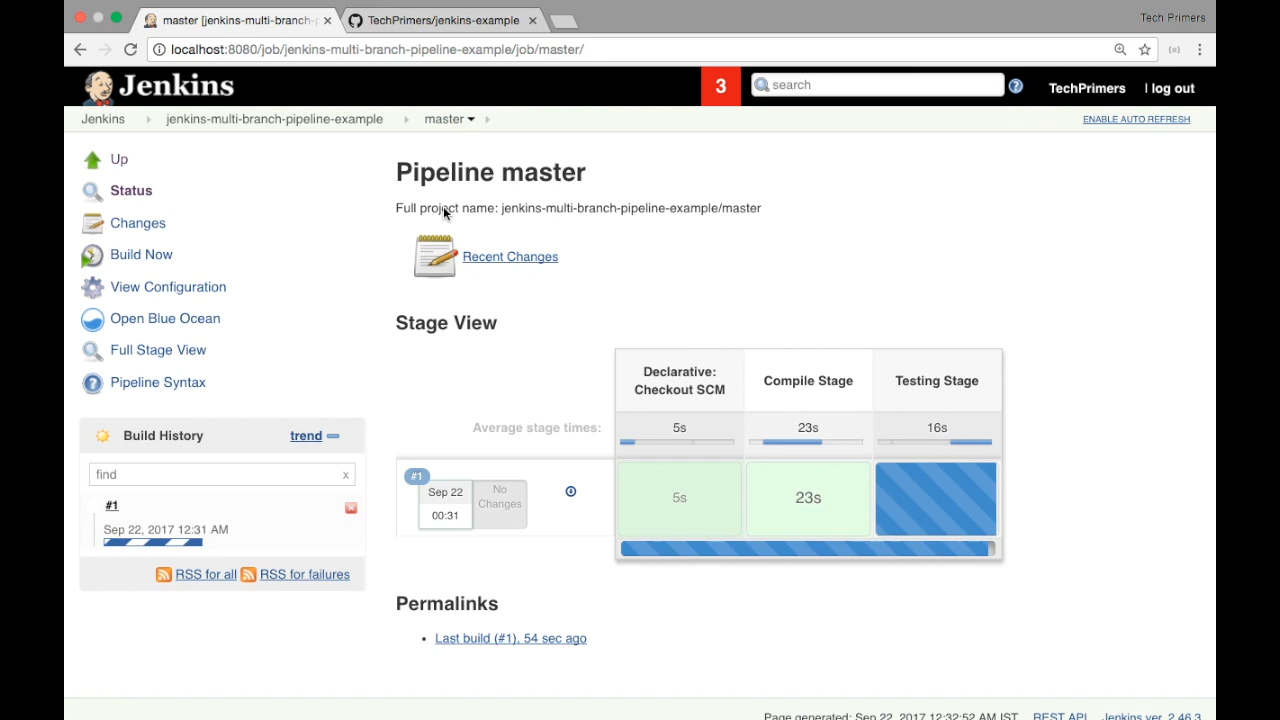 master [jenkins-multi-branch-p
TechPrimers/jenkins-example
Tech Primers
localhost:8080/job/jenkins-multi-branch-pipeline-example/job/master/
Jenkins
3
search
TechPrimers
| log out
Jenkins
jenkins-multi-branch-pipeline-example
master
ENABLE AUTO REFRESH
Up
Status
Changes
Build Now
View Configuration
Open Blue Ocean
Full Stage View
Pipeline Syntax
Build History
trend
find
x
#1
Sep 22, 2017 12:31 AM
RSS for all
RSS for failures
Pipeline master
Full project name: jenkins-multi-branch-pipeline-example/master
Recent Changes
Stage View
Declarative:
Checkout SCM
Compile Stage
Testing Stage
Average stage times:
5s
23s
16s
#1
Sep 22
00:31
No
Changes
5s
23s
Permalinks
Last build (#1), 54 sec ago
Page generated: Sep 22, 2017 12:32:52 AM IST
REST API
Jenkins ver. 2.46.3